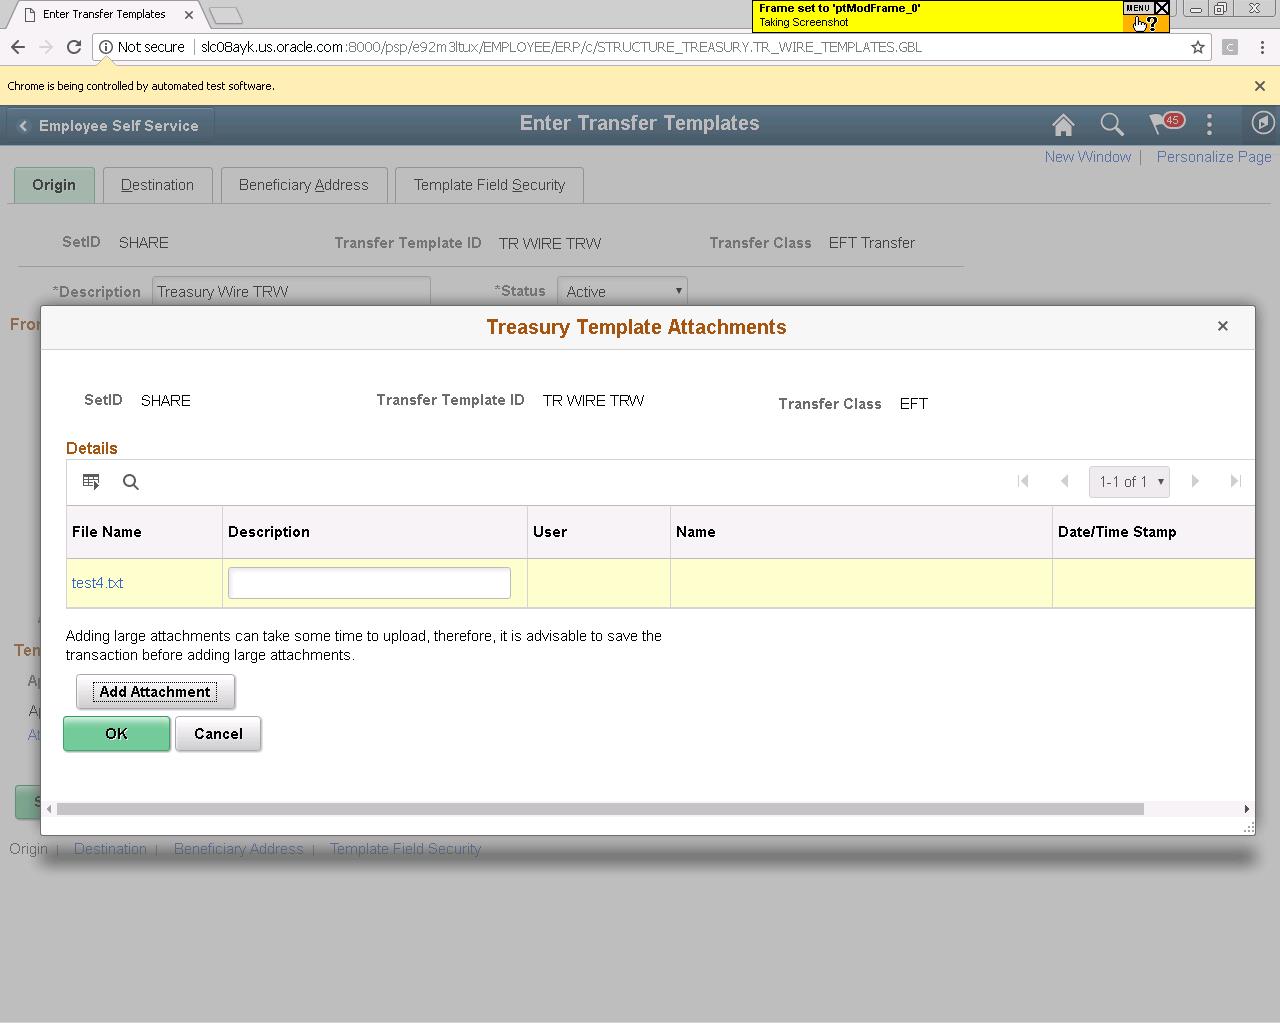 Enter Transfer Templates
Frame set to 'ptModFrame_0'
Taking Screenshot
MENU
?
Not secure | slc08ayk.us.oracle.com:8000/psp/e92m3ltux/EMPLOYEE/ERP/c/STRUCTURE_TREASURY.TR_WIRE_TEMPLATES.GBL
C
Chrome is being controlled by automated test software.
Employee Self Service
Enter Transfer Templates
45
New Window | Personalize Page
Origin Destination Beneficiary Address Template Field Security
SetID SHARE Transfer Template ID TR WIRE TRW Transfer Class EFT Transfer
*Description Treasury Wire TRW *Status Active
Treasury Template Attachments
SetID SHARE Transfer Template ID TR WIRE TRW Transfer Class EFT
Details
1-1 of 1
File Name Description User Name Date/Time Stamp
test4.txt
Adding large attachments can take some time to upload, therefore, it is advisable to save the
transaction before adding large attachments.
Add Attachment
OK Cancel
Origin | Destination | Beneficiary Address | Template Field Security